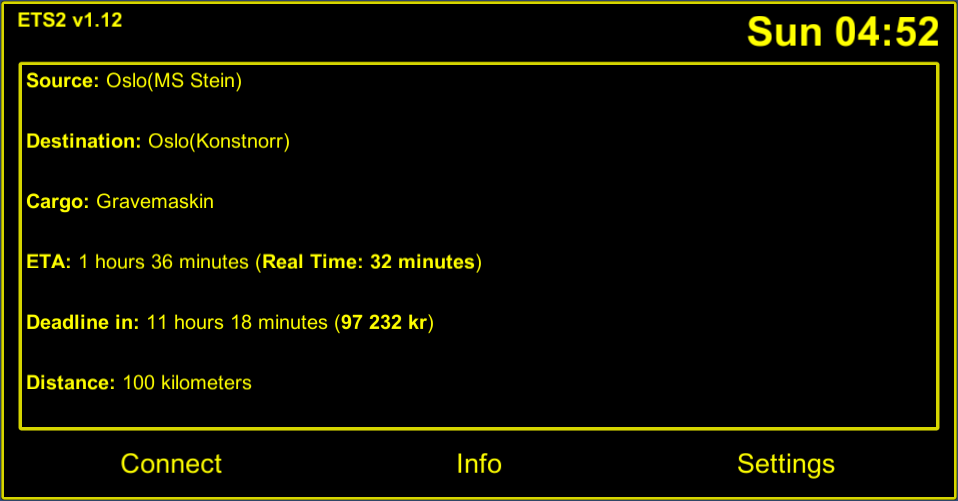 ETS2 v1.12
Sun 04:52
Source: Oslo(MS Stein)
Destination: Oslo(Konstnorr)
Cargo: Gravemaskin
ETA: 1 hours 36 minutes (Real Time: 32 minutes)
Deadline in: 11 hours 18 minutes (97 232 kr)
Distance: 100 kilometers
Connect Info Settings